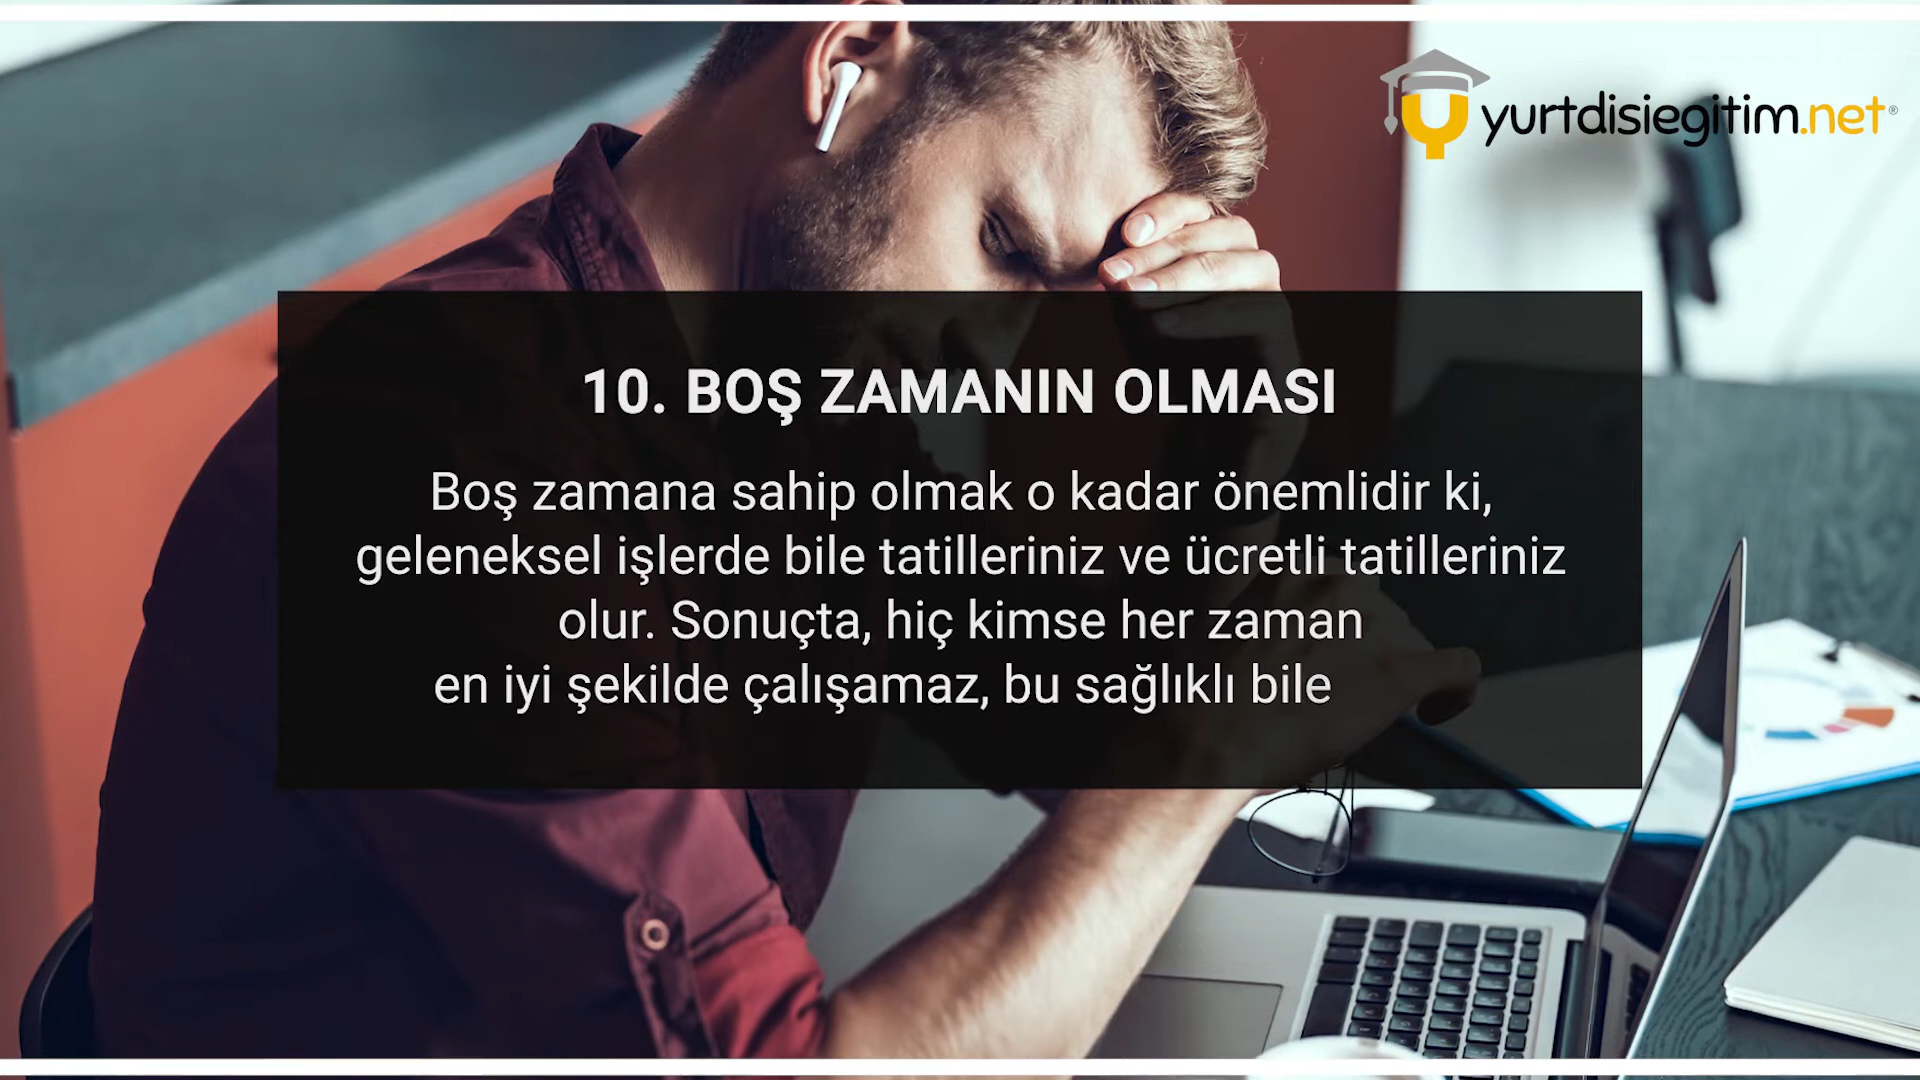 yurtdisiegitim.net®
10. BOŞ ZAMANIN OLMASI
Boş zamana sahip olmak o kadar önemlidir ki,
geleneksel işlerde bile tatilleriniz ve ücretli tatilleriniz
olur. Sonuçta, hiç kimse her zaman
en iyi şekilde çalışamaz, bu sağlıklı bile